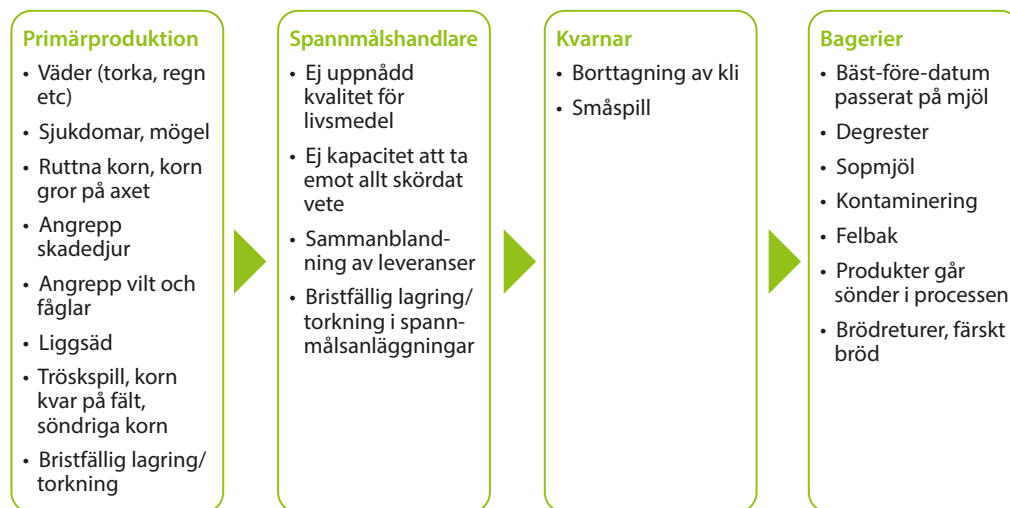 Primärproduktion
• Väder (torka, regn
etc)
• Sjukdomar, mögel
• Ruttna korn, korn
gror på axet
• Angrepp
skadedjur
• Angrepp vilt och
fåglar
• Liggsäd
• Tröskspill, korn
kvar på fält,
söndriga korn
• Bristfällig lagring/
torkning
Spannmålshandlare
• Ej uppnådd
kvalitet för
livsmedel
• Ej kapacitet att ta
emot allt skördat
vete
• Sammanbland-
ning av leveranser
• Bristfällig lagring/
torkning i spann-
målsanläggningar
Kvarnar
• Borttagning av kli
• Småspill
Bagerier
• Bäst-före-datum
passerat på mjöl
• Degrester
• Sopmjöl
• Kontaminering
• Felbak
• Produkter går
sönder i processen
• Brödreturer, färskt
bröd